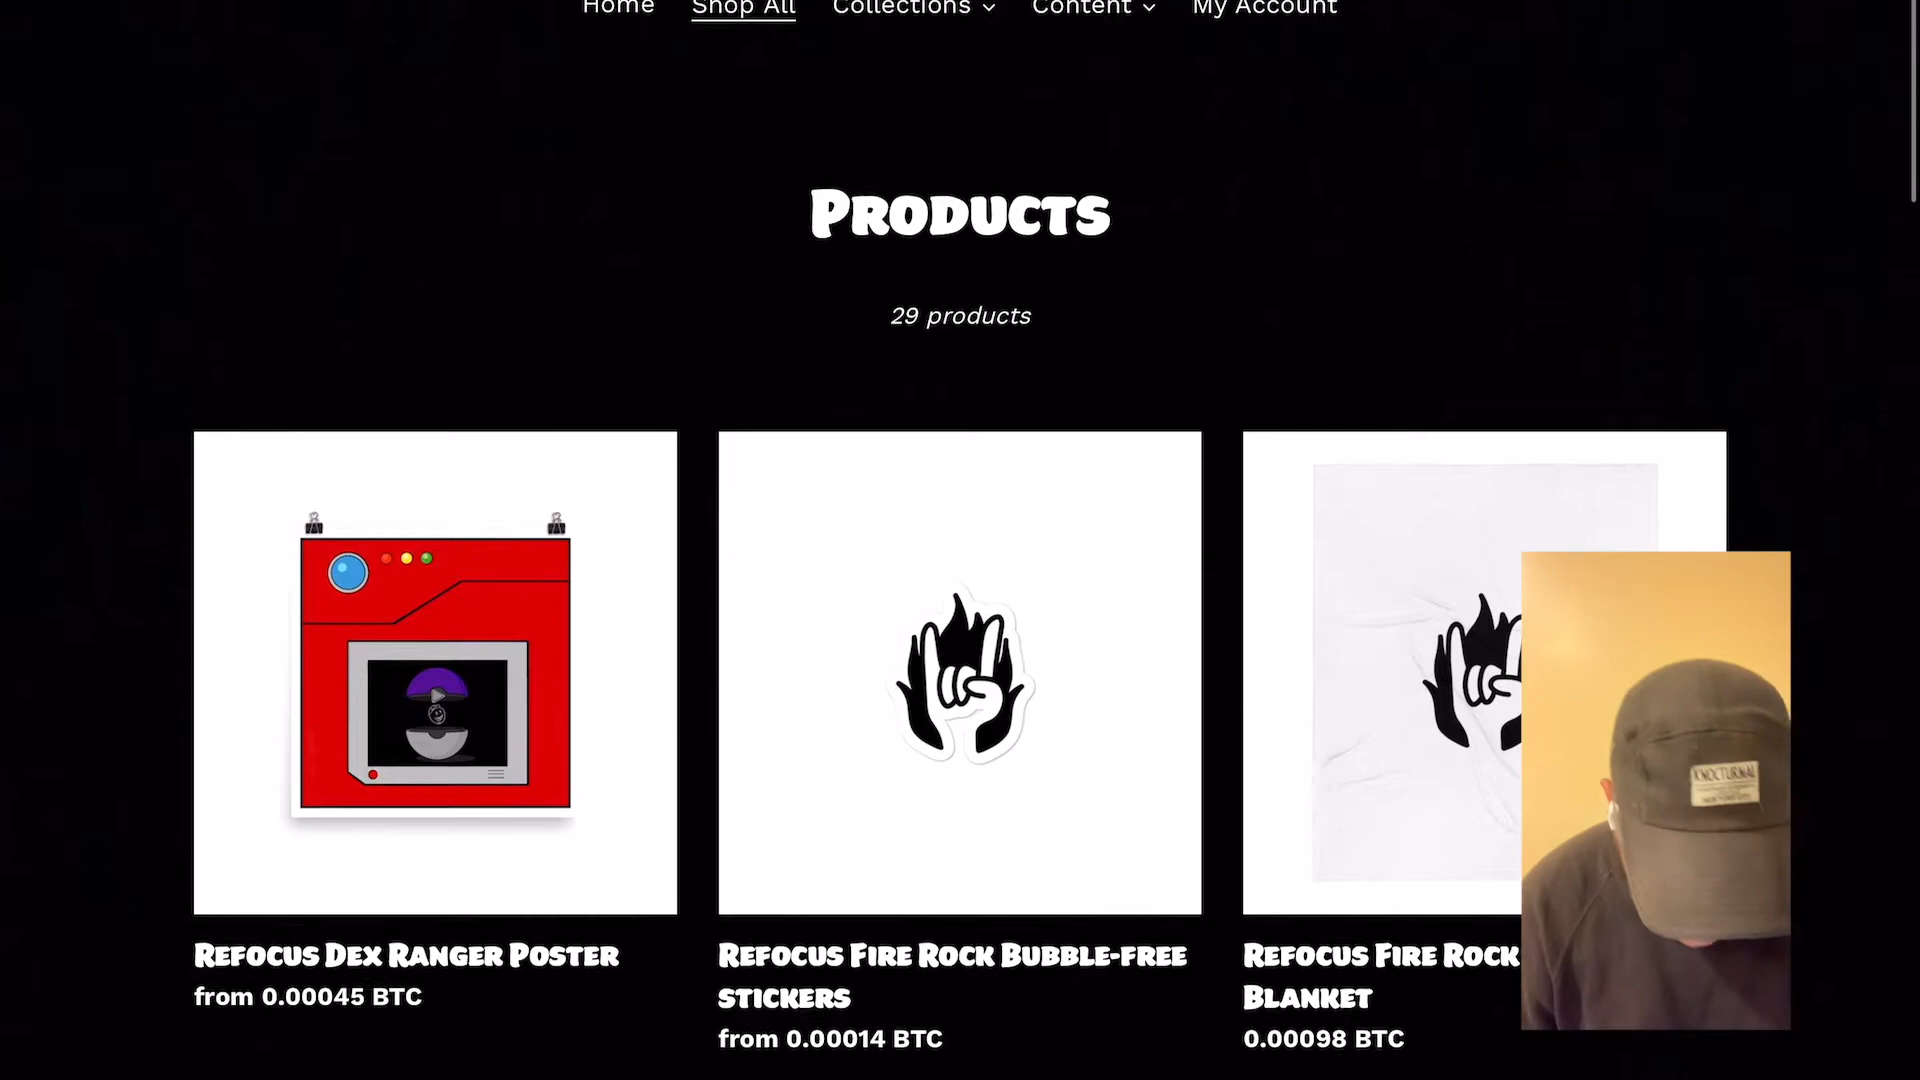 Home Shop All Collections Content My Account
Products
29 products
Refocus Dex Ranger Poster
from 0.00045 BTC
Refocus Fire Rock Bubble-free
stickers
from 0.00014 BTC
Refocus Fire Rock
Blanket
0.00098 BTC
KNOCTURNAL